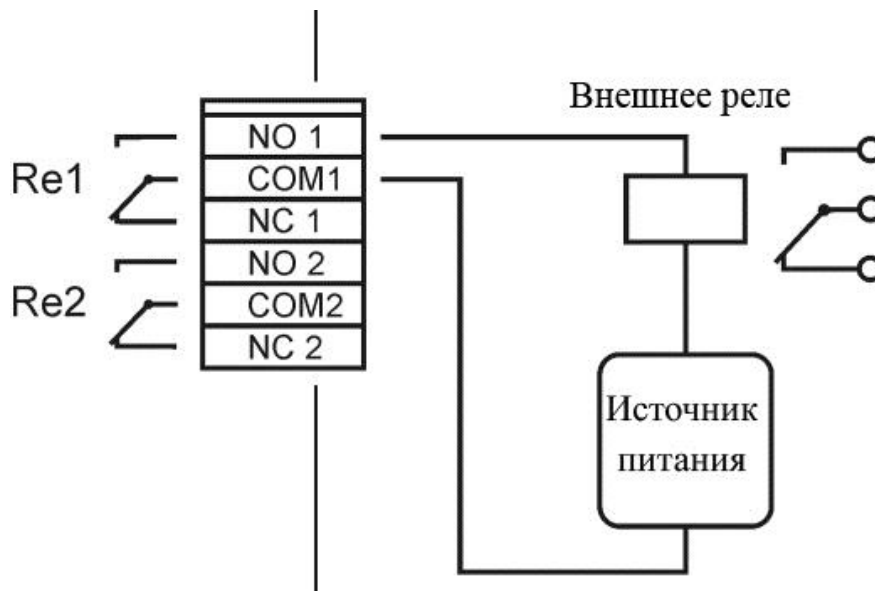 Внешнее реле
Re1
NO 1
COM1
NC 1
Re2
NO 2
COM2
NC 2
Источник
питания